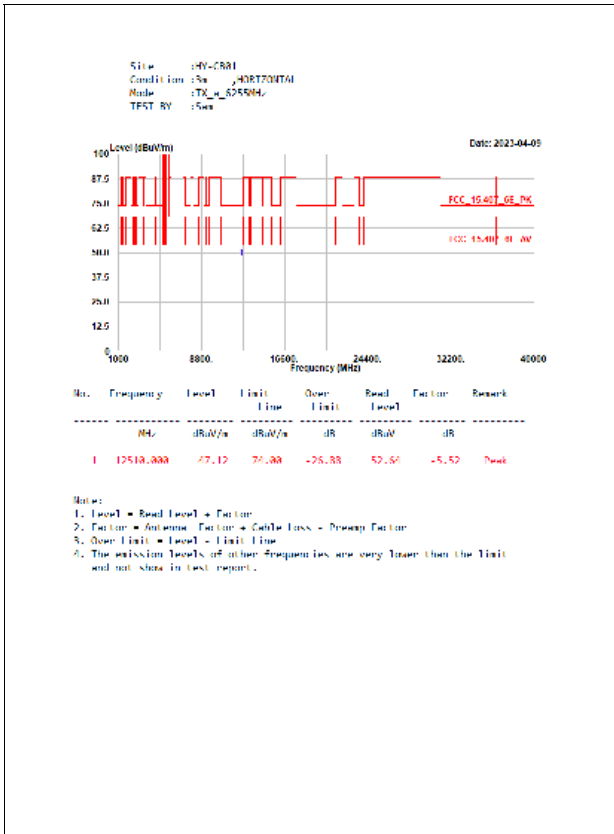 Site :HY-CB01
Condition :3m ,HORIZONTAL
Mode :TX_a_6255MHz
TEST BY :Sam
Level (dBuV/m)
Date: 2023-04-09
100
87.5
75.0
62.5
50.0
37.5
25.0
12.5
0
FCC_15.407_6E_PK
FCC_15.407_6E_AV
1000 8800. 16600. 24400. 32200. 40000
Frequency (MHz)
No. Frequency Level Limit Over Read Factor Remark
Line Limit Level
MHz dBuV/m dBuV/m dB dBuV dB
1 12510.000 47.12 74.00 -26.88 52.64 -5.52 Peak
Note:
1. Level = Read Level + Factor
2. Factor = Antenna Factor + Cable Loss - Preamp Factor
3. Over Limit = Level - Limit Line
4. The emission levels of other frequencies are very lower than the limit
and not show in test report.